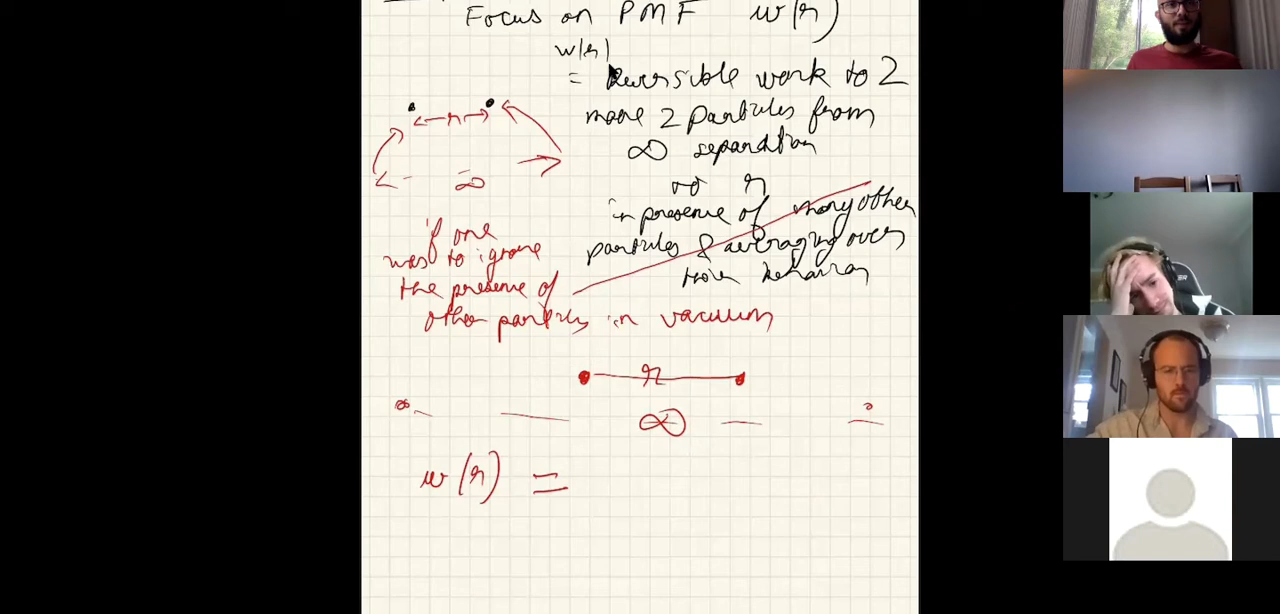 Focus on PMF w(r)
w(r)
= Reversible work to 2
move 2 particles from
∞ separation
to r
in presence of many other
particles & averaging over
their behavior
r
∞
if one
was to ignore
the presence of
other particles in vacuum
r
∞
w(r) =